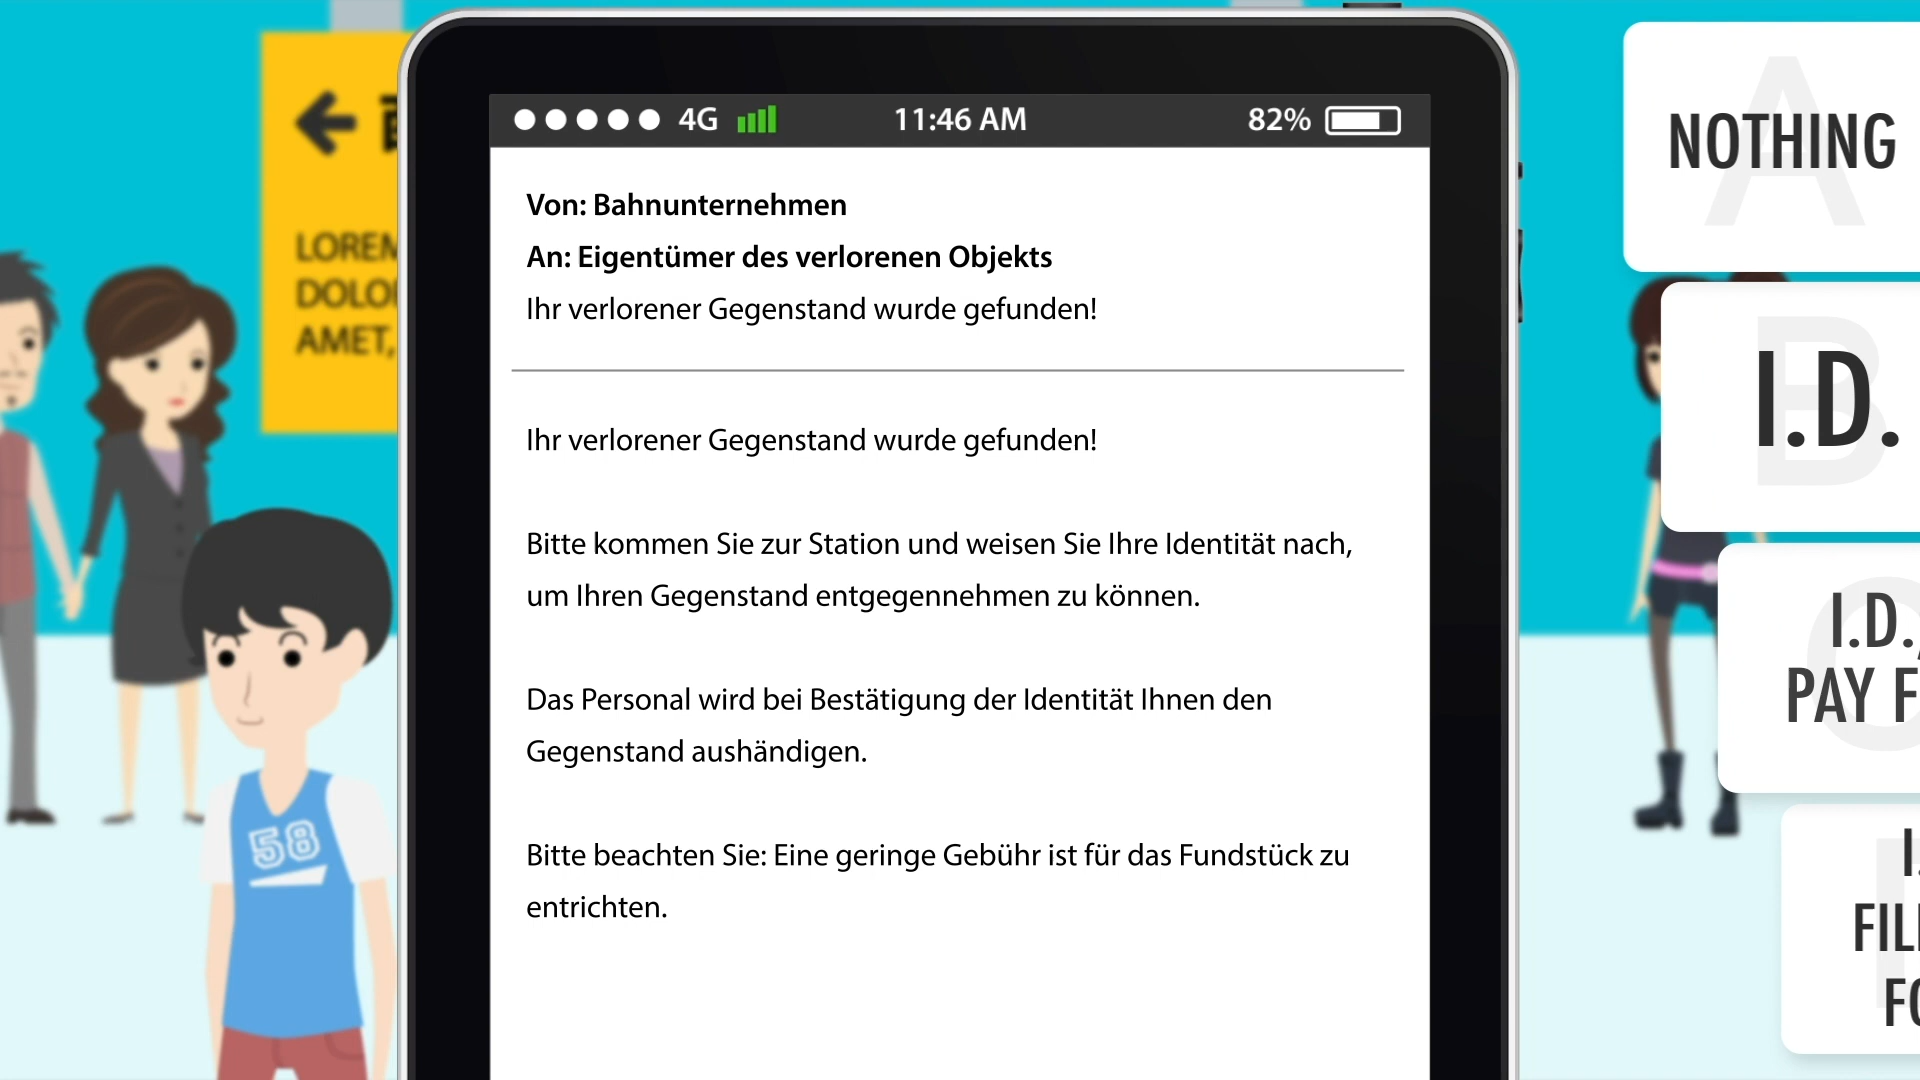 LOREM
DOLO
AMET,
58
4G 11:46 AM 82%
Von: Bahnunternehmen
An: Eigentümer des verlorenen Objekts
Ihr verlorener Gegenstand wurde gefunden!
Ihr verlorener Gegenstand wurde gefunden!
Bitte kommen Sie zur Station und weisen Sie Ihre Identität nach,
um Ihren Gegenstand entgegennehmen zu können.
Das Personal wird bei Bestätigung der Identität Ihnen den
Gegenstand aushändigen.
Bitte beachten Sie: Eine geringe Gebühr ist für das Fundstück zu
entrichten.
A
NOTHING
B
I.D.
C
I.D.,
PAY F
FIL
FO